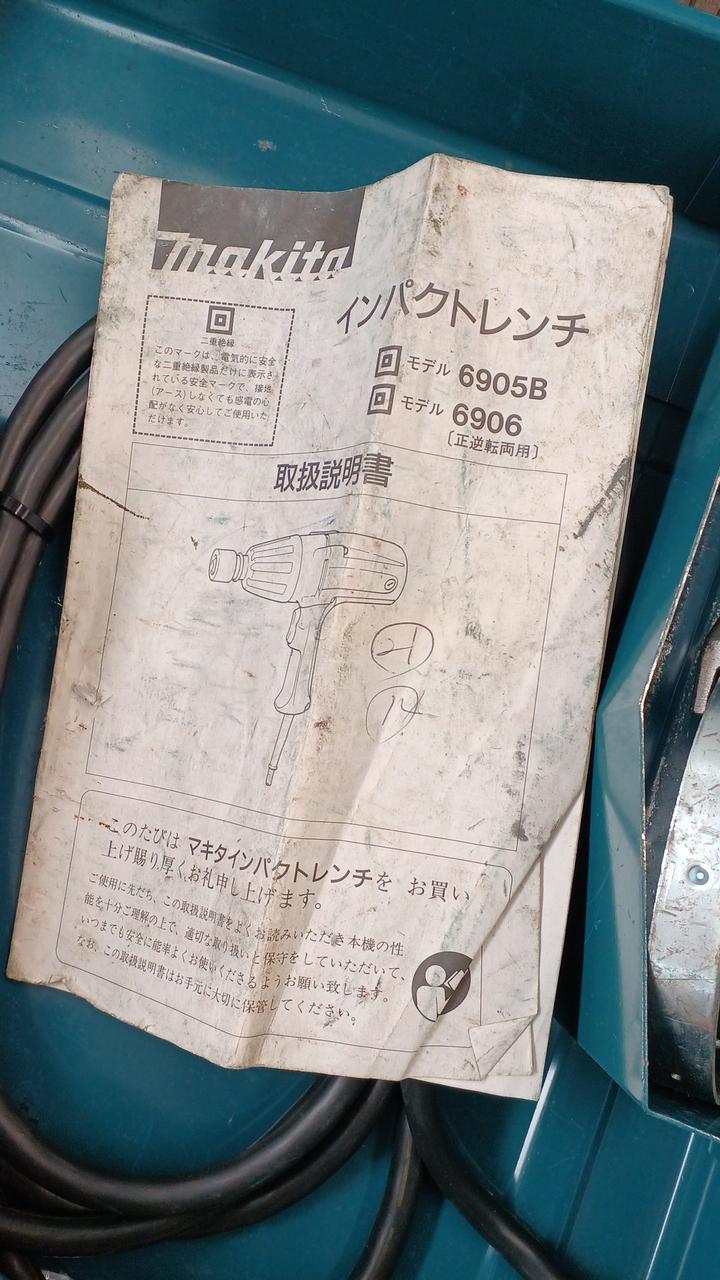 makita
インパクトレンチ
モデル 6905B
モデル 6906
〔正逆転両用〕
二重絶縁
このマークは、電気的に安全
な二重絶縁製品だけに表示さ
れている安全マークで、接地
(アース)しなくても感電の心
配がなく安心してご使用いた
だけます。
取扱説明書
21
14
このたびは マキタインパクトレンチを お買い
上げ賜り厚くお礼申し上げます。
ご使用に先だち、この取扱説明書をよくお読みいただき本機の性
能を十分ご理解の上で、適切な取り扱いと保守をしていただいて、
いつまでも安全に能率よくお使いくださるようお願い致します。
なお、この取扱説明書はお手元に大切に保管してください。